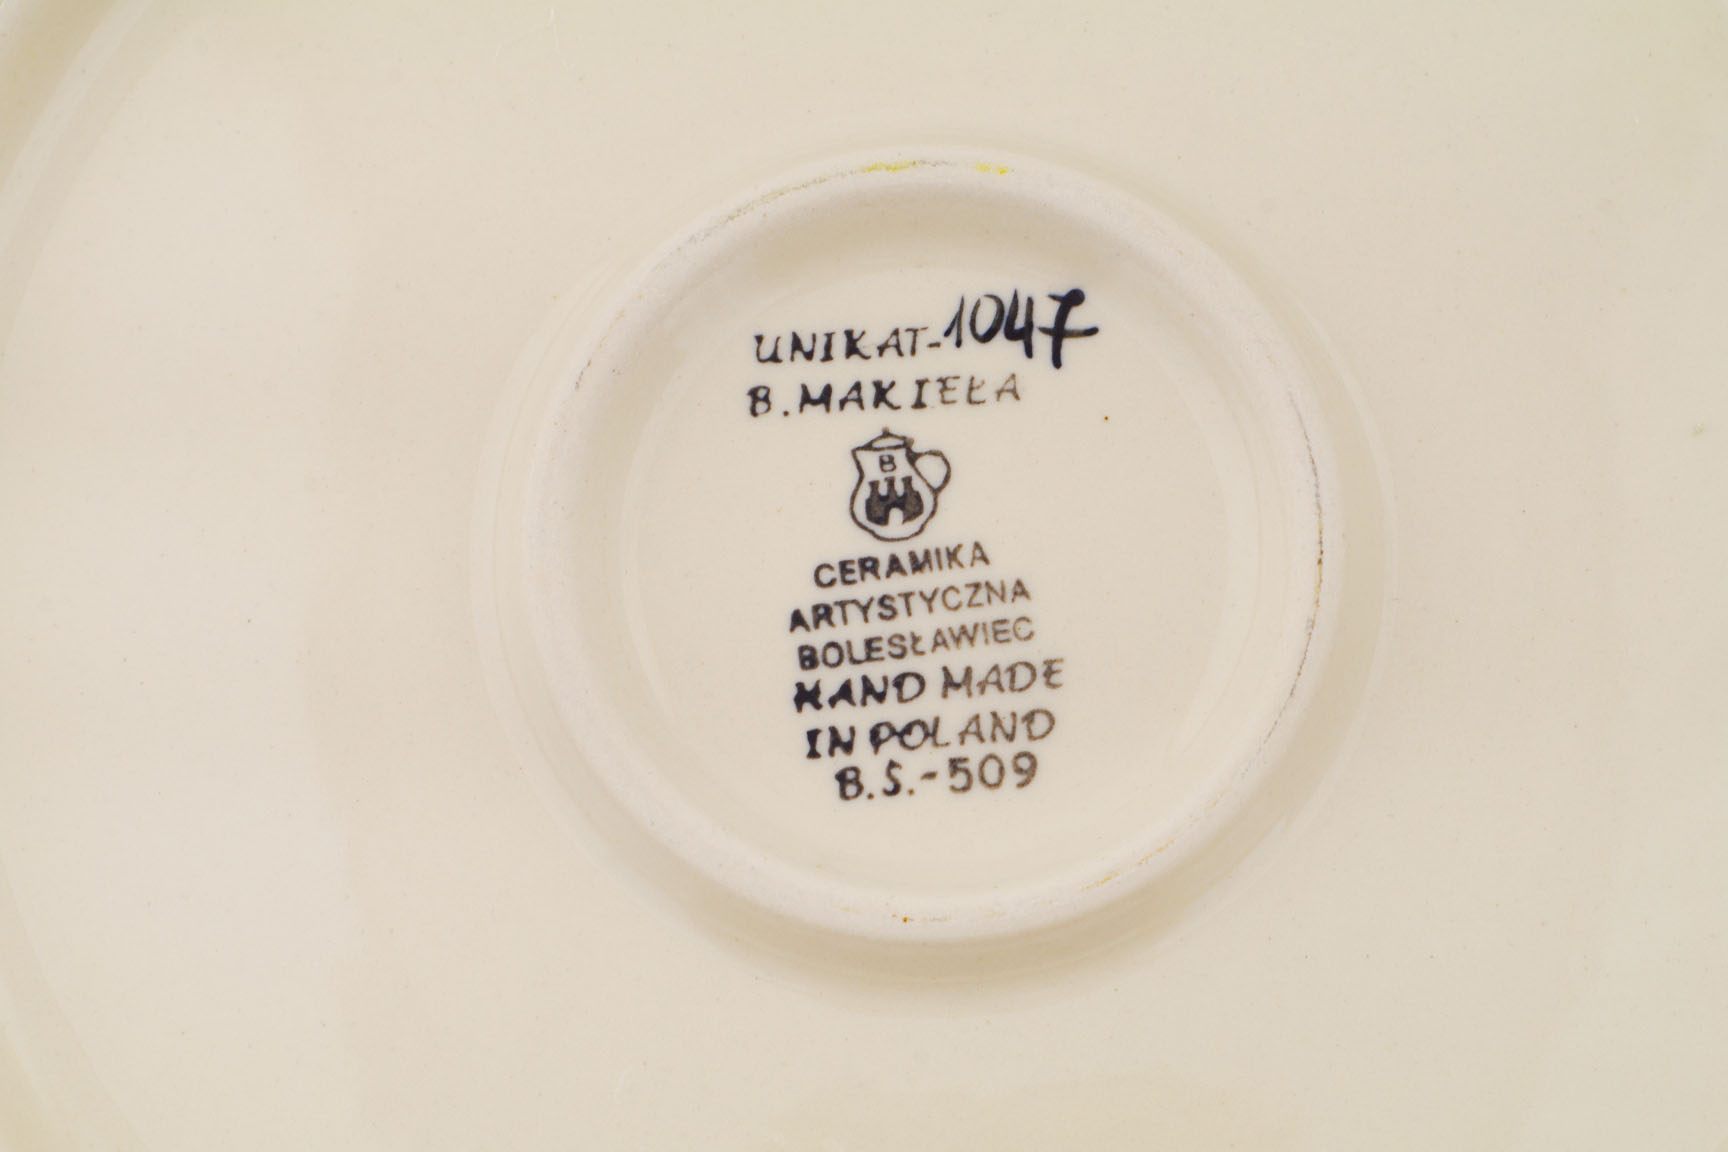 UNIKAT-1047
B. MAKIEŁA
B
CERAMIKA
ARTYSTYCZNA
BOLESŁAWIEC
HAND MADE
IN POLAND
B.S.-509